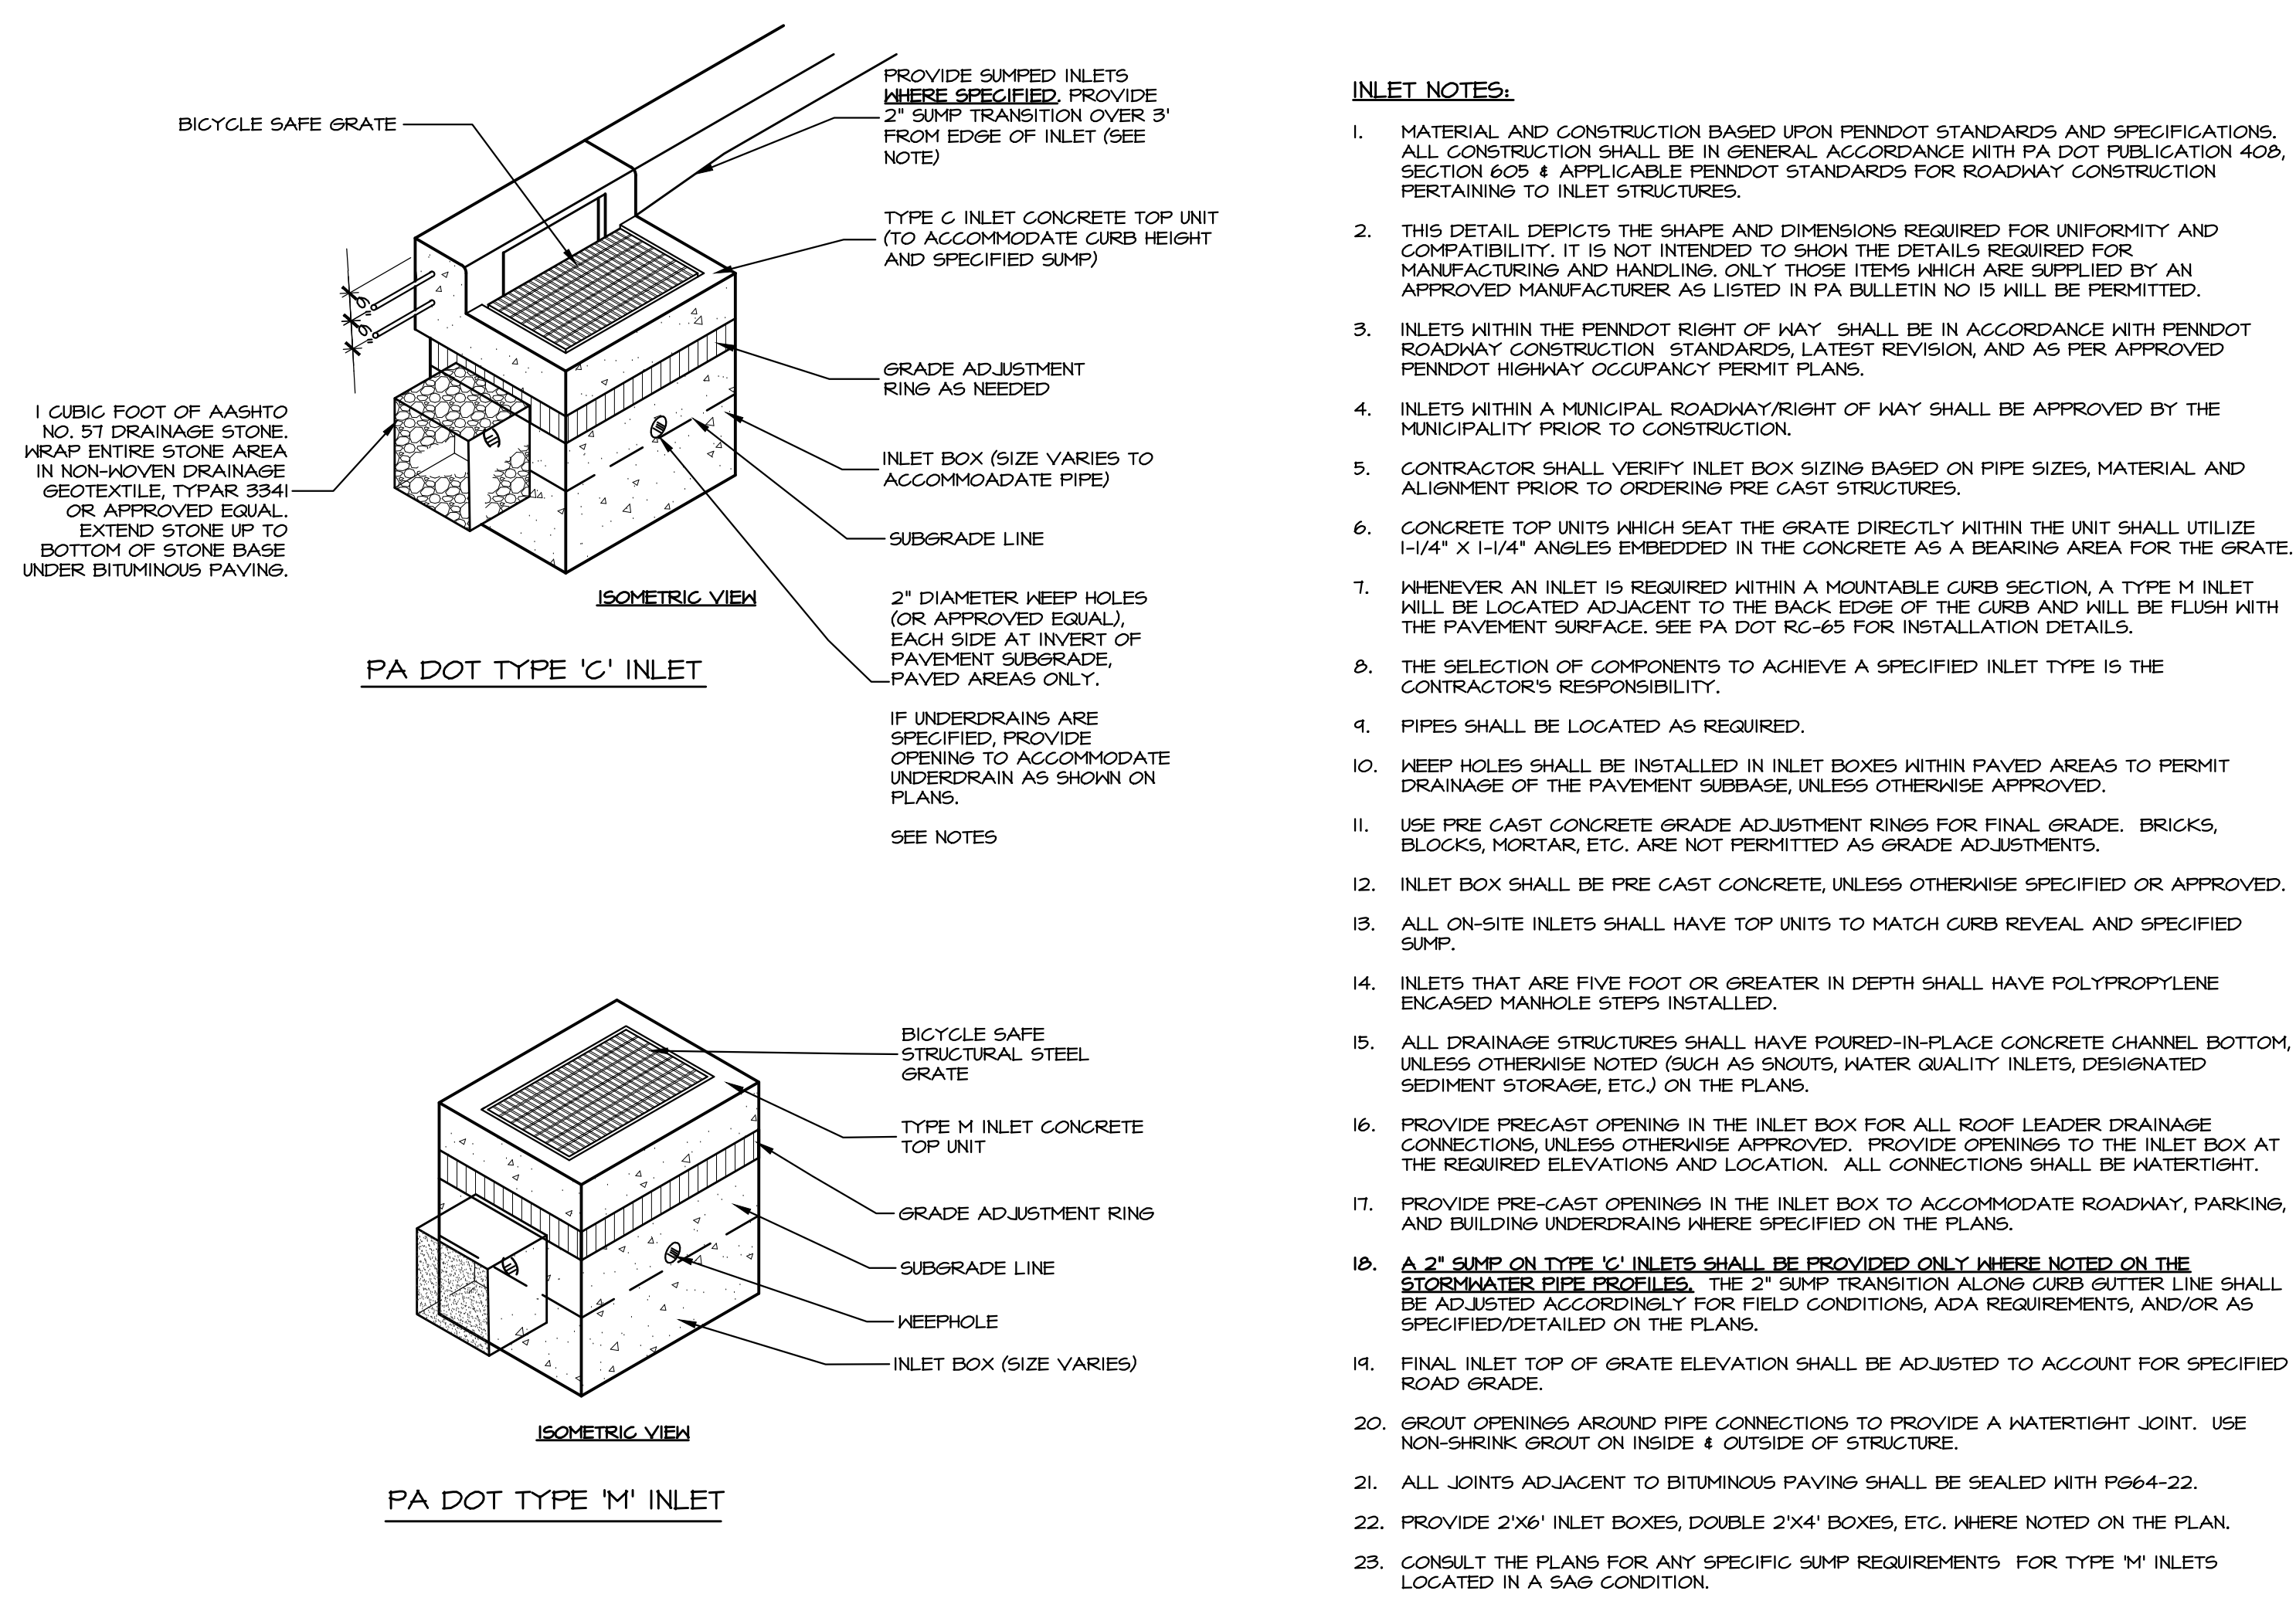 PROVIDE SUMPED INLETS
WHERE SPECIFIED. PROVIDE
2" SUMP TRANSITION OVER 3'
FROM EDGE OF INLET (SEE
NOTE)
BICYCLE SAFE GRATE
TYPE C INLET CONCRETE TOP UNIT
(TO ACCOMMODATE CURB HEIGHT
AND SPECIFIED SUMP)
6"
6"
GRADE ADJUSTMENT
RING AS NEEDED
1 CUBIC FOOT OF AASHTO
NO. 57 DRAINAGE STONE.
WRAP ENTIRE STONE AREA
IN NON-WOVEN DRAINAGE
GEOTEXTILE, TYPAR 3341
OR APPROVED EQUAL.
EXTEND STONE UP TO
BOTTOM OF STONE BASE
UNDER BITUMINOUS PAVING.
INLET BOX (SIZE VARIES TO
ACCOMMOADATE PIPE)
SUBGRADE LINE
2" DIAMETER WEEP HOLES
(OR APPROVED EQUAL),
EACH SIDE AT INVERT OF
PAVEMENT SUBGRADE,
PAVED AREAS ONLY.
IF UNDERDRAINS ARE
SPECIFIED, PROVIDE
OPENING TO ACCOMMODATE
UNDERDRAIN AS SHOWN ON
PLANS.
SEE NOTES
ISOMETRIC VIEW
PA DOT TYPE 'C' INLET
BICYCLE SAFE
STRUCTURAL STEEL
GRATE
TYPE M INLET CONCRETE
TOP UNIT
GRADE ADJUSTMENT RING
SUBGRADE LINE
WEEPHOLE
INLET BOX (SIZE VARIES)
ISOMETRIC VIEW
PA DOT TYPE 'M' INLET
INLET NOTES:
1. MATERIAL AND CONSTRUCTION BASED UPON PENNDOT STANDARDS AND SPECIFICATIONS.
ALL CONSTRUCTION SHALL BE IN GENERAL ACCORDANCE WITH PA DOT PUBLICATION 408,
SECTION 605 & APPLICABLE PENNDOT STANDARDS FOR ROADWAY CONSTRUCTION
PERTAINING TO INLET STRUCTURES.
2. THIS DETAIL DEPICTS THE SHAPE AND DIMENSIONS REQUIRED FOR UNIFORMITY AND
COMPATIBILITY. IT IS NOT INTENDED TO SHOW THE DETAILS REQUIRED FOR
MANUFACTURING AND HANDLING. ONLY THOSE ITEMS WHICH ARE SUPPLIED BY AN
APPROVED MANUFACTURER AS LISTED IN PA BULLETIN NO 15 WILL BE PERMITTED.
3. INLETS WITHIN THE PENNDOT RIGHT OF WAY SHALL BE IN ACCORDANCE WITH PENNDOT
ROADWAY CONSTRUCTION STANDARDS, LATEST REVISION, AND AS PER APPROVED
PENNDOT HIGHWAY OCCUPANCY PERMIT PLANS.
4. INLETS WITHIN A MUNICIPAL ROADWAY/RIGHT OF WAY SHALL BE APPROVED BY THE
MUNICIPALITY PRIOR TO CONSTRUCTION.
5. CONTRACTOR SHALL VERIFY INLET BOX SIZING BASED ON PIPE SIZES, MATERIAL AND
ALIGNMENT PRIOR TO ORDERING PRE CAST STRUCTURES.
6. CONCRETE TOP UNITS WHICH SEAT THE GRATE DIRECTLY WITHIN THE UNIT SHALL UTILIZE
1-1/4" X 1-1/4" ANGLES EMBEDDED IN THE CONCRETE AS A BEARING AREA FOR THE GRATE.
7. WHENEVER AN INLET IS REQUIRED WITHIN A MOUNTABLE CURB SECTION, A TYPE M INLET
WILL BE LOCATED ADJACENT TO THE BACK EDGE OF THE CURB AND WILL BE FLUSH WITH
THE PAVEMENT SURFACE. SEE PA DOT RC-65 FOR INSTALLATION DETAILS.
8. THE SELECTION OF COMPONENTS TO ACHIEVE A SPECIFIED INLET TYPE IS THE
CONTRACTOR'S RESPONSIBILITY.
9. PIPES SHALL BE LOCATED AS REQUIRED.
10. WEEP HOLES SHALL BE INSTALLED IN INLET BOXES WITHIN PAVED AREAS TO PERMIT
DRAINAGE OF THE PAVEMENT SUBBASE, UNLESS OTHERWISE APPROVED.
11. USE PRE CAST CONCRETE GRADE ADJUSTMENT RINGS FOR FINAL GRADE. BRICKS,
BLOCKS, MORTAR, ETC. ARE NOT PERMITTED AS GRADE ADJUSTMENTS.
12. INLET BOX SHALL BE PRE CAST CONCRETE, UNLESS OTHERWISE SPECIFIED OR APPROVED.
13. ALL ON-SITE INLETS SHALL HAVE TOP UNITS TO MATCH CURB REVEAL AND SPECIFIED
SUMP.
14. INLETS THAT ARE FIVE FOOT OR GREATER IN DEPTH SHALL HAVE POLYPROPYLENE
ENCASED MANHOLE STEPS INSTALLED.
15. ALL DRAINAGE STRUCTURES SHALL HAVE POURED-IN-PLACE CONCRETE CHANNEL BOTTOM,
UNLESS OTHERWISE NOTED (SUCH AS SNOUTS, WATER QUALITY INLETS, DESIGNATED
SEDIMENT STORAGE, ETC.) ON THE PLANS.
16. PROVIDE PRECAST OPENING IN THE INLET BOX FOR ALL ROOF LEADER DRAINAGE
CONNECTIONS, UNLESS OTHERWISE APPROVED. PROVIDE OPENINGS TO THE INLET BOX AT
THE REQUIRED ELEVATIONS AND LOCATION. ALL CONNECTIONS SHALL BE WATERTIGHT.
17. PROVIDE PRE-CAST OPENINGS IN THE INLET BOX TO ACCOMMODATE ROADWAY, PARKING,
AND BUILDING UNDERDRAINS WHERE SPECIFIED ON THE PLANS.
18. A 2" SUMP ON TYPE 'C' INLETS SHALL BE PROVIDED ONLY WHERE NOTED ON THE
STORMWATER PIPE PROFILES. THE 2" SUMP TRANSITION ALONG CURB GUTTER LINE SHALL
BE ADJUSTED ACCORDINGLY FOR FIELD CONDITIONS, ADA REQUIREMENTS, AND/OR AS
SPECIFIED/DETAILED ON THE PLANS.
19. FINAL INLET TOP OF GRATE ELEVATION SHALL BE ADJUSTED TO ACCOUNT FOR SPECIFIED
ROAD GRADE.
20. GROUT OPENINGS AROUND PIPE CONNECTIONS TO PROVIDE A WATERTIGHT JOINT. USE
NON-SHRINK GROUT ON INSIDE & OUTSIDE OF STRUCTURE.
21. ALL JOINTS ADJACENT TO BITUMINOUS PAVING SHALL BE SEALED WITH PG64-22.
22. PROVIDE 2'X6' INLET BOXES, DOUBLE 2'X4' BOXES, ETC. WHERE NOTED ON THE PLAN.
23. CONSULT THE PLANS FOR ANY SPECIFIC SUMP REQUIREMENTS FOR TYPE 'M' INLETS
LOCATED IN A SAG CONDITION.